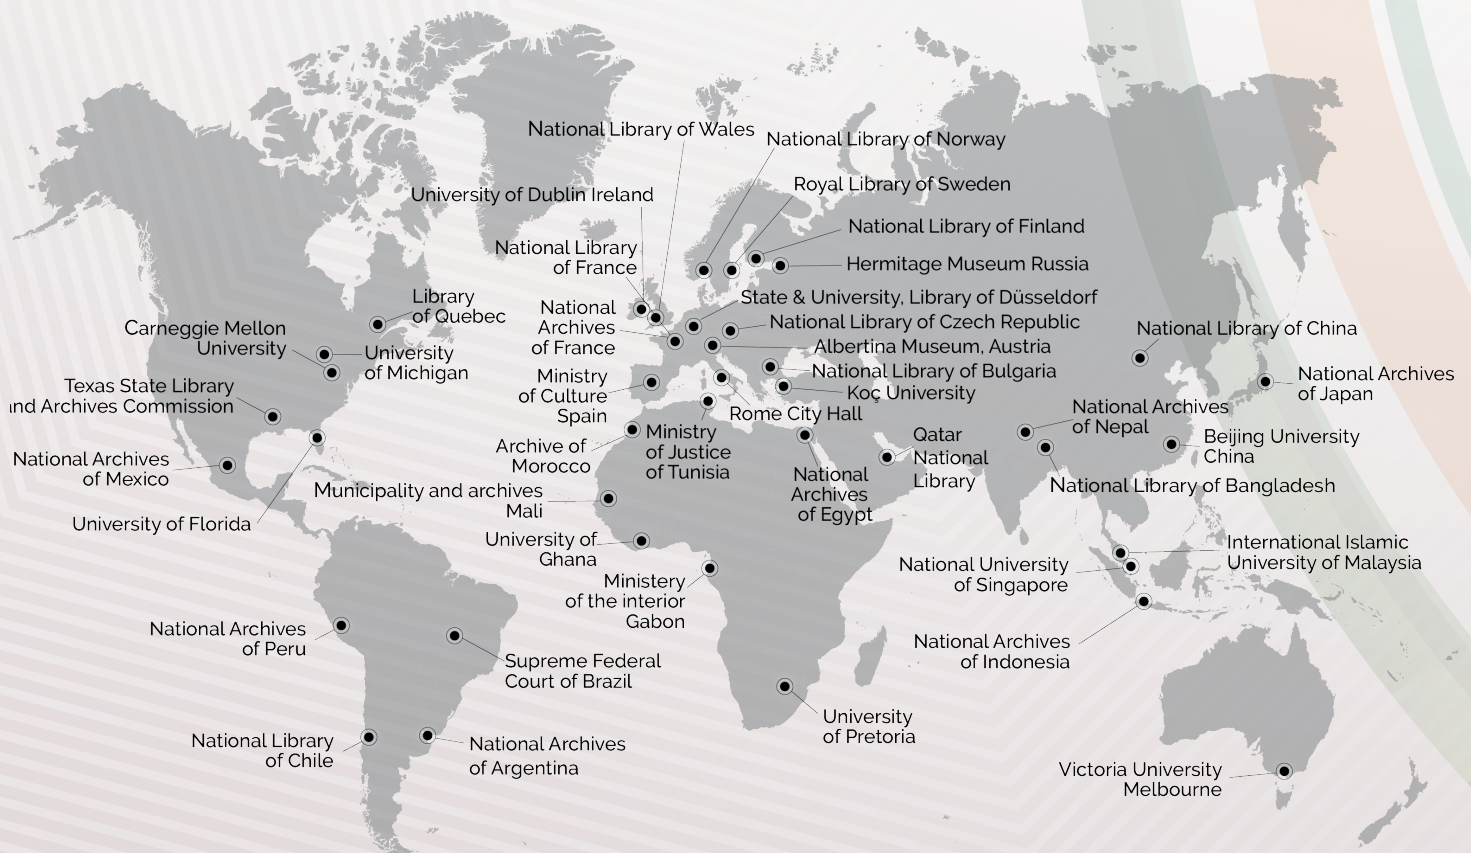 National Library of Wales
National Library of Norway
Royal Library of Sweden
University of Dublin Ireland
National Library of Finland
National Library
of France
Hermitage Museum Russia
State & University, Library of Düsseldorf
Library
of Quebec
National
Archives
of France
National Library of Czech Republic
National Library of China
Carneggie Mellon
University
University
of Michigan
Albertina Museum, Austria
National Library of Bulgaria
Koç University
Ministry
of Culture
Spain
National Archives
of Japan
Texas State Library
nd Archives Commission
Rome City Hall
National Archives
of Nepal
Archive of
Morocco
Ministry
of Justice
of Tunisia
Qatar
National
Library
Beijing University
China
National Archives
of Mexico
National
Archives
of Egypt
National Library of Bangladesh
Municipality and archives
Mali
University of Florida
University of
Ghana
International Islamic
University of Malaysia
National University
of Singapore
Ministery
of the interior
Gabon
National Archives
of Peru
National Archives
of Indonesia
Supreme Federal
Court of Brazil
University
of Pretoria
National Library
of Chile
National Archives
of Argentina
Victoria University
Melbourne